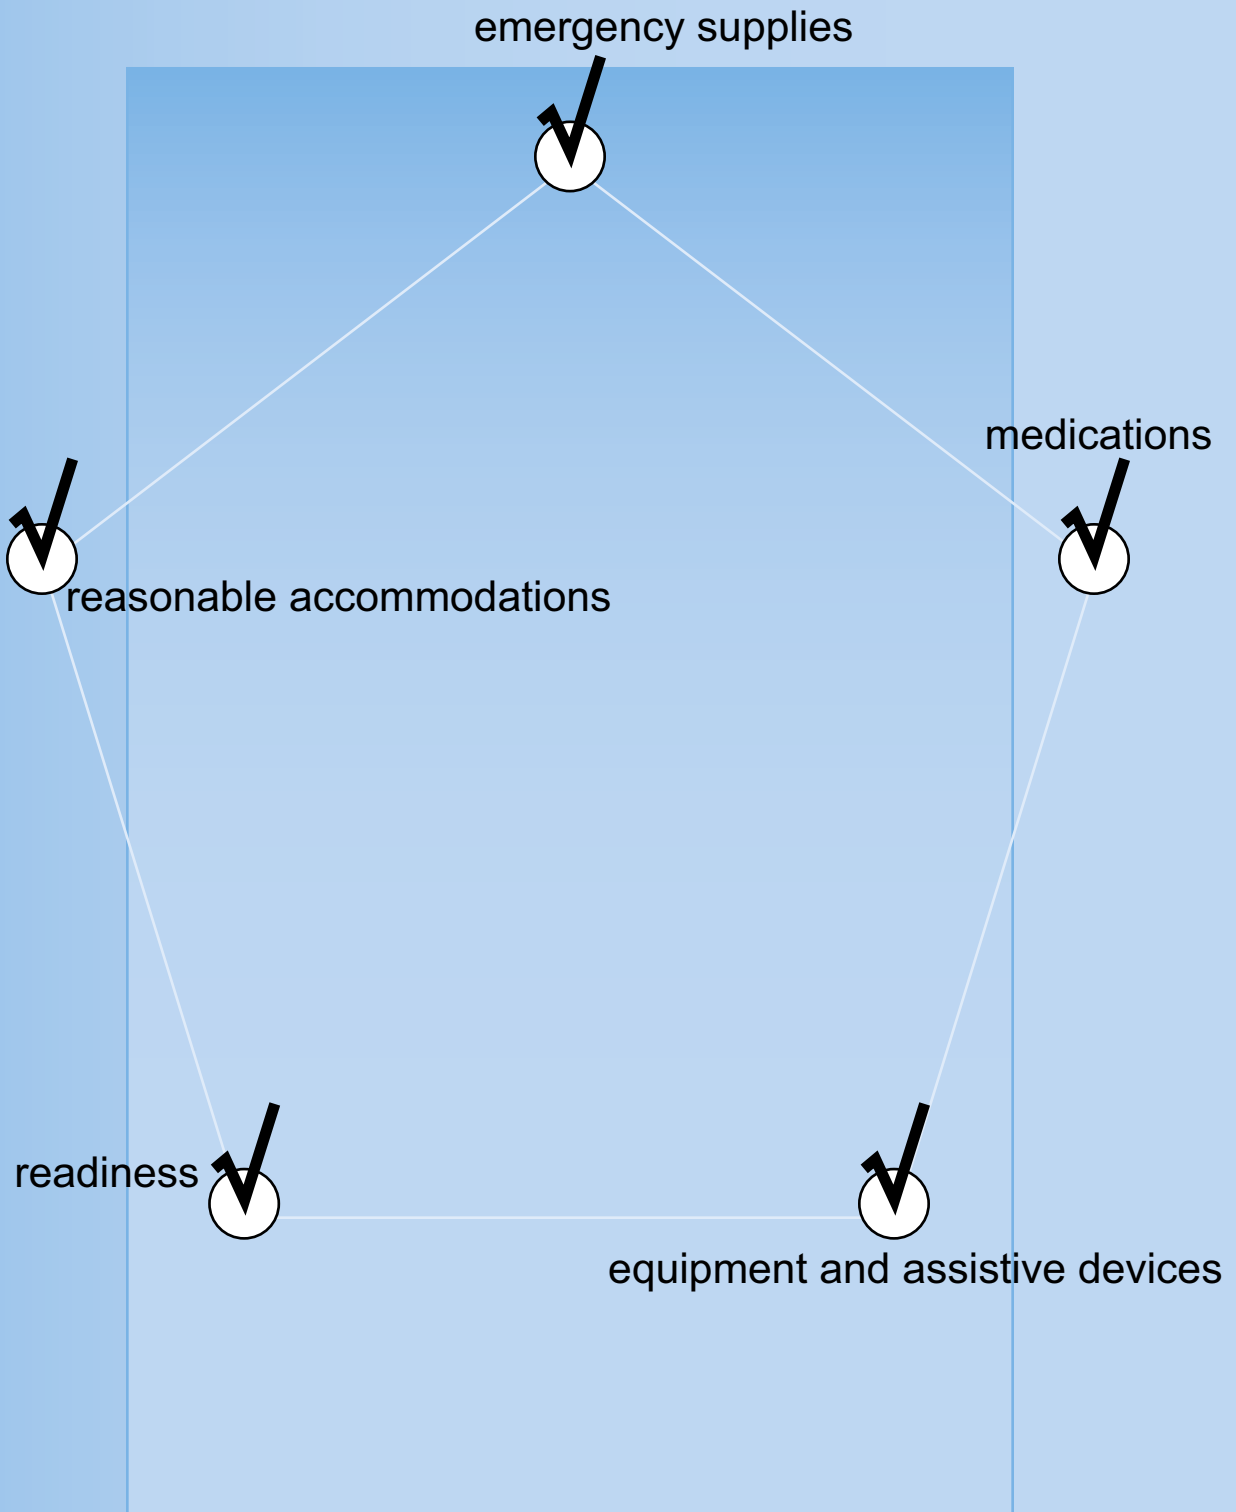 emergency supplies
medications
reasonable accommodations
readiness
equipment and assistive devices